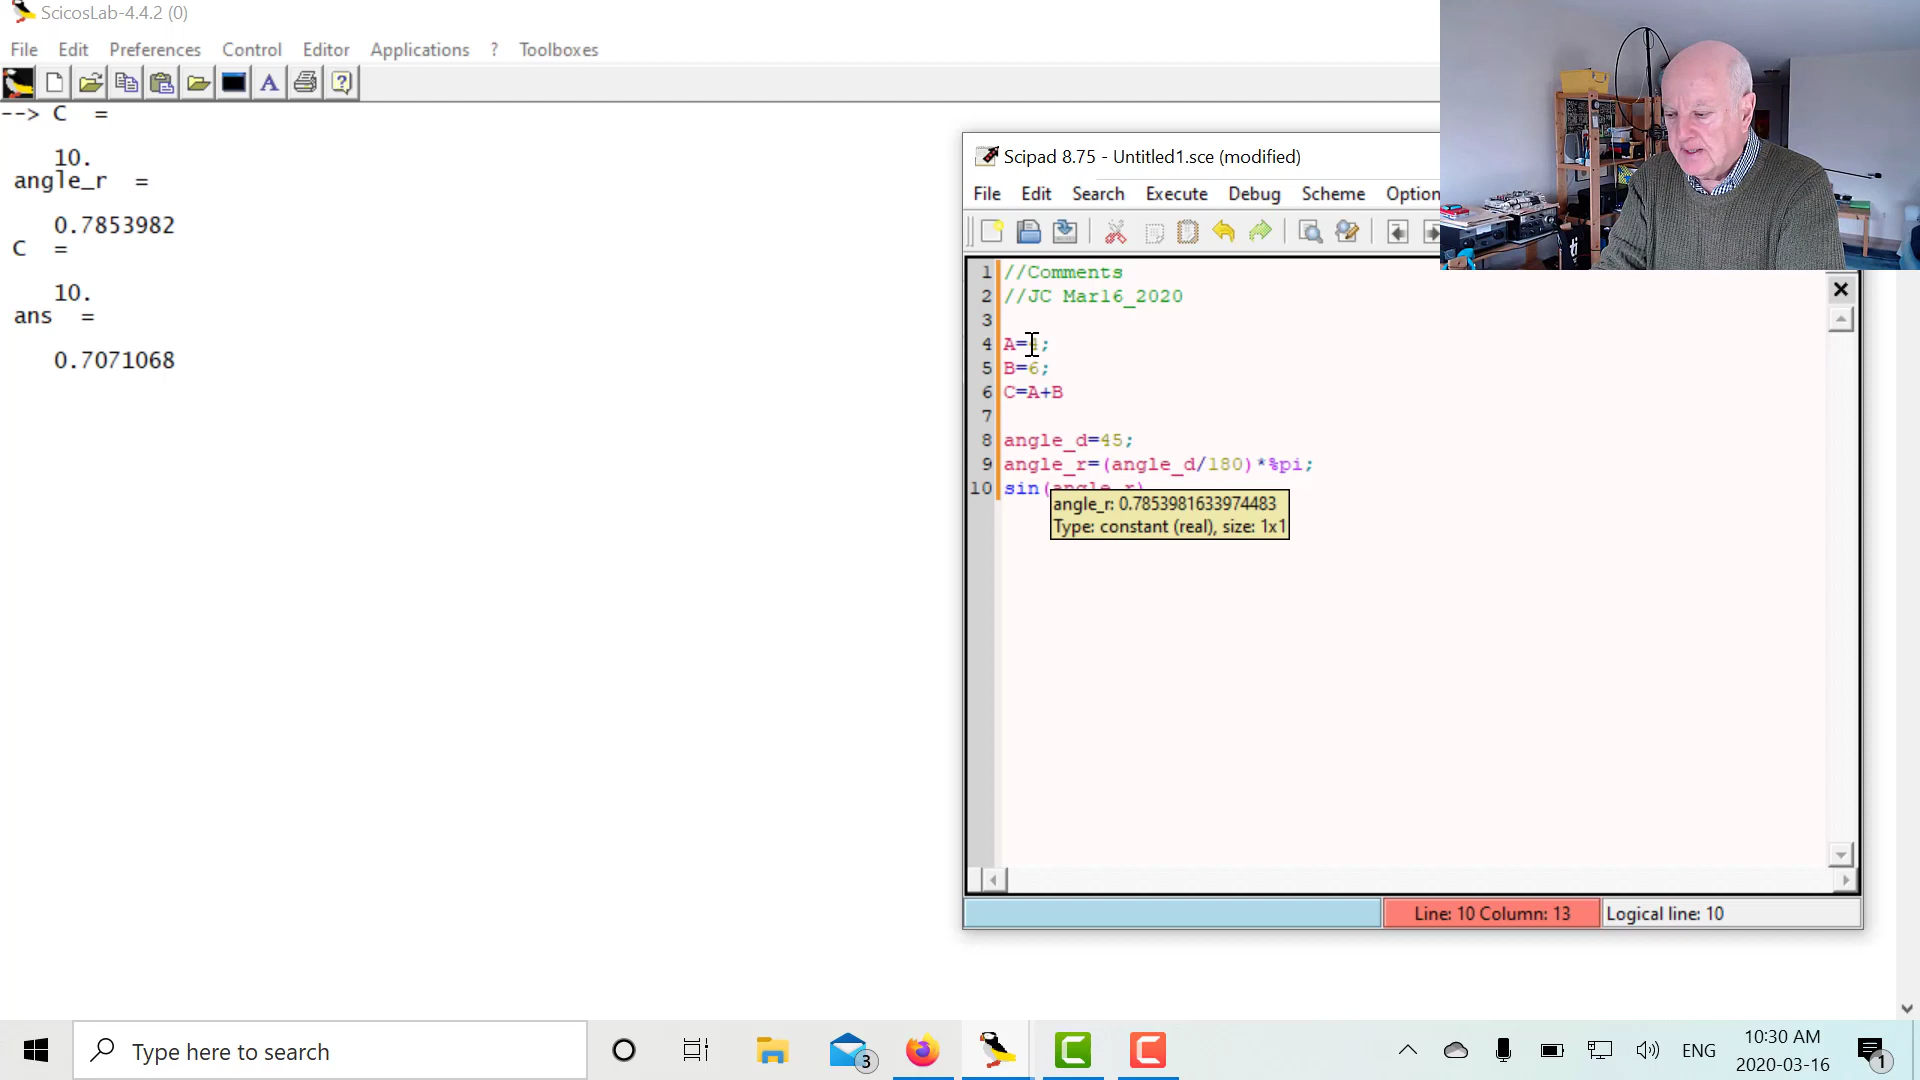 ScicosLab-4.4.2 (0)
File Edit Preferences Control Editor Applications ? Toolboxes
--> C =
10.
angle_r =
0.7853982
C =
10.
ans =
0.7071068
Scipad 8.75 - Untitled1.sce (modified)
File Edit Search Execute Debug Scheme Option
1 //Comments
2 //JC Mar16_2020
3
4 A=4;
5 B=6;
6 C=A+B
7
8 angle_d=45;
9 angle_r=(angle_d/180)*%pi;
10 sin(angle_r)
angle_r: 0.7853981633974483
Type: constant (real), size: 1x1
Line: 10 Column: 13 Logical line: 10
Type here to search
3
ENG
10:30 AM
2020-03-16
1